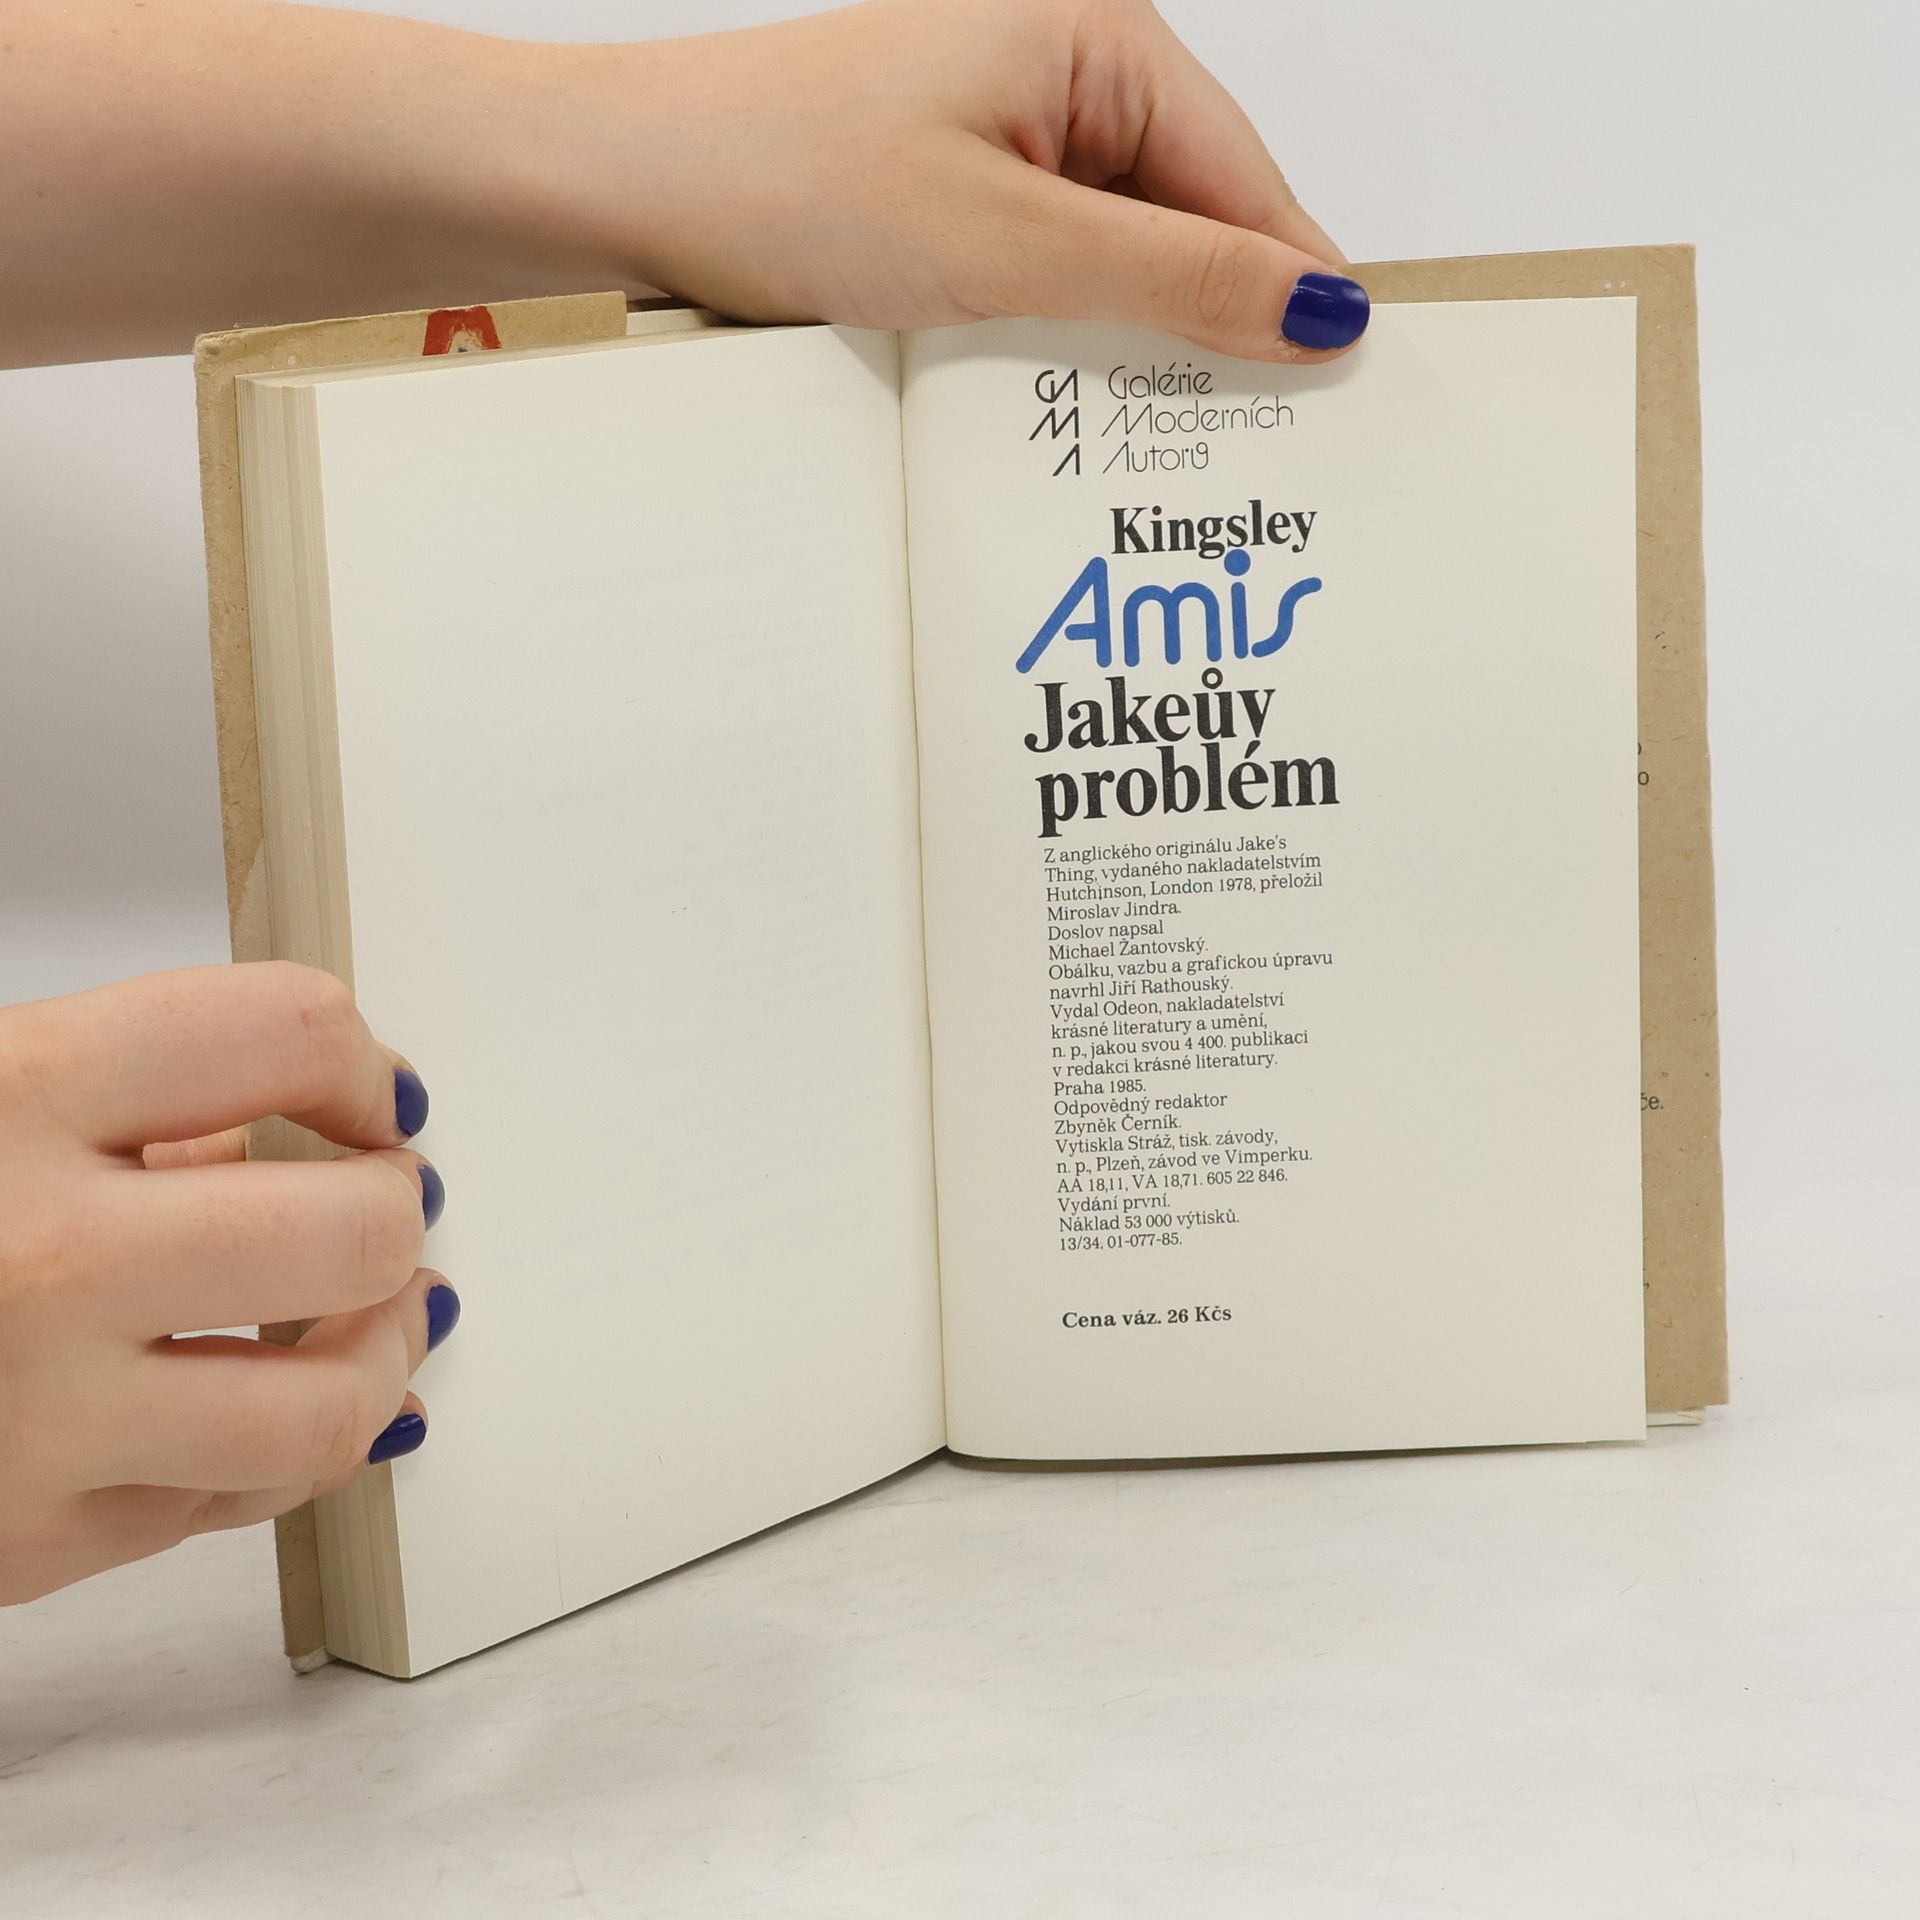 GA Galérie
M Moderních
A Autorů
Kingsley
Amis
Jakeův
problém
Z anglického originálu Jake's
Thing, vydaného nakladatelstvím
Hutchinson, London 1978, přeložil
Miroslav Jindra.
Doslov napsal
Michael Žantovský.
Obálku, vazbu a grafickou úpravu
navrhl Jiří Rathouský.
Vydal Odeon, nakladatelství
krásné literatury a umění,
n. p., jakou svou 4 400. publikaci
v redakci krásné literatury.
Praha 1985.
Odpovědný redaktor
Zbyněk Černík.
Vytiskla Stráž, tisk. závody,
n. p., Plzeň, závod ve Vimperku.
AA 18,11, VA 18,71. 605 22 846.
Vydání první.
Náklad 53 000 výtisků.
13/34. 01-077-85.
Cena váz. 26 Kčs